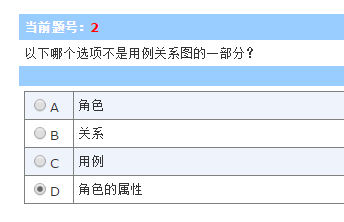 当前题号：2
以下哪个选项不是用例关系图的一部分？
A 角色
B 关系
C 用例
D 角色的属性